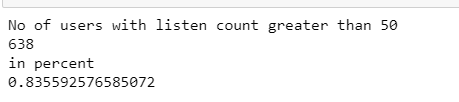 No of users with listen count greater than 50
638
in percent
0.835592576585072